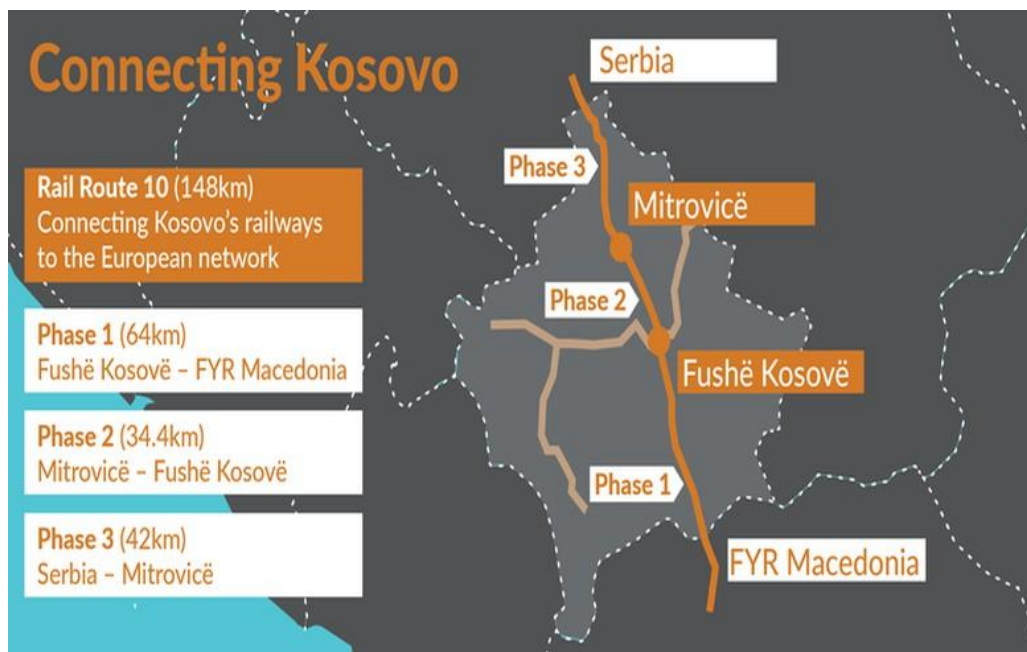 Connecting Kosovo
Rail Route 10 (148km)
Connecting Kosovo's railways
to the European network
Phase 1 (64km)
Fushë Kosovë – FYR Macedonia
Phase 2 (34.4km)
Mitrovicë – Fushë Kosovë
Phase 3 (42km)
Serbia – Mitrovicë
Serbia
Phase 3
Mitrovicë
Phase 2
Fushë Kosovë
Phase 1
FYR Macedonia